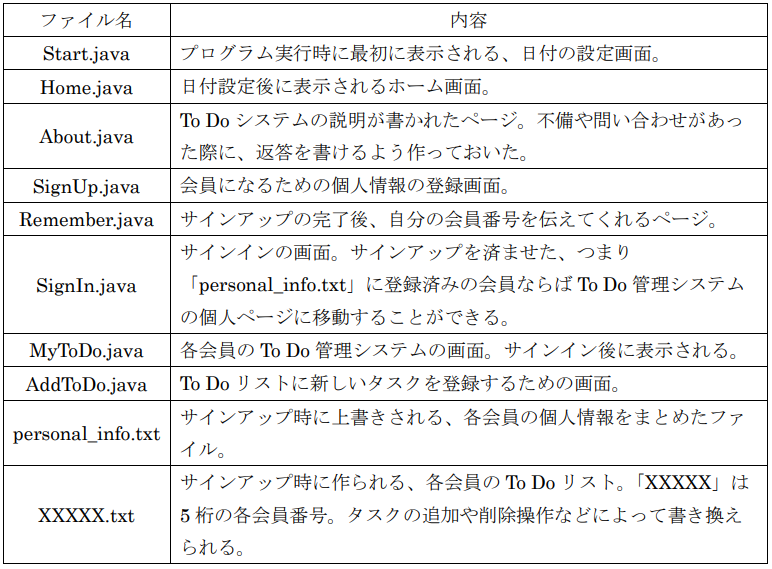 ファイル名 内容
Start.java プログラム実行時に最初に表示される、日付の設定画面。
Home.java 日付設定後に表示されるホーム画面。
About.java To Do システムの説明が書かれたページ。不備や問い合わせがあっ
た際に、返答を書けるよう作っておいた。
SignUp.java 会員になるための個人情報の登録画面。
Remember.java サインアップの完了後、自分の会員番号を伝えてくれるページ。
SignIn.java サインインの画面。サインアップを済ませた、つまり
「personal_info.txt」に登録済みの会員ならば To Do 管理システム
の個人ページに移動することができる。
MyToDo.java 各会員の To Do 管理システムの画面。サインイン後に表示される。
AddToDo.java To Do リストに新しいタスクを登録するための画面。
personal_info.txt サインアップ時に上書きされる、各会員の個人情報をまとめたファ
イル。
XXXXX.txt サインアップ時に作られる、各会員の To Do リスト。「XXXXX」は
5 桁の各会員番号。タスクの追加や削除操作などによって書き換え
られる。